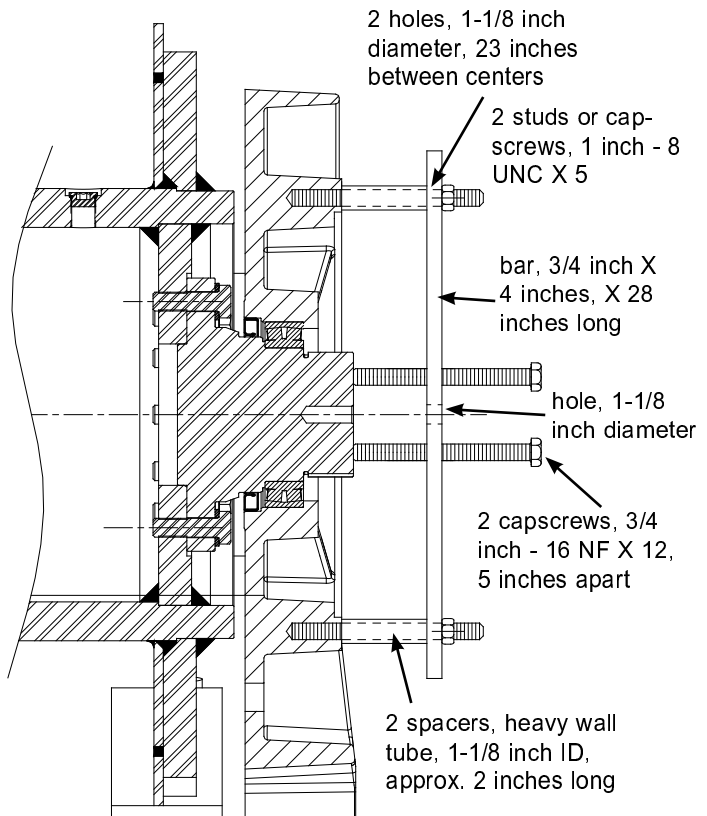 2 holes, 1-1/8 inch
diameter, 23 inches
between centers
2 studs or cap-
screws, 1 inch - 8
UNC X 5
bar, 3/4 inch X
4 inches, X 28
inches long
hole, 1-1/8
inch diameter
2 capscrews, 3/4
inch - 16 NF X 12,
5 inches apart
2 spacers, heavy wall
tube, 1-1/8 inch ID,
approx. 2 inches long